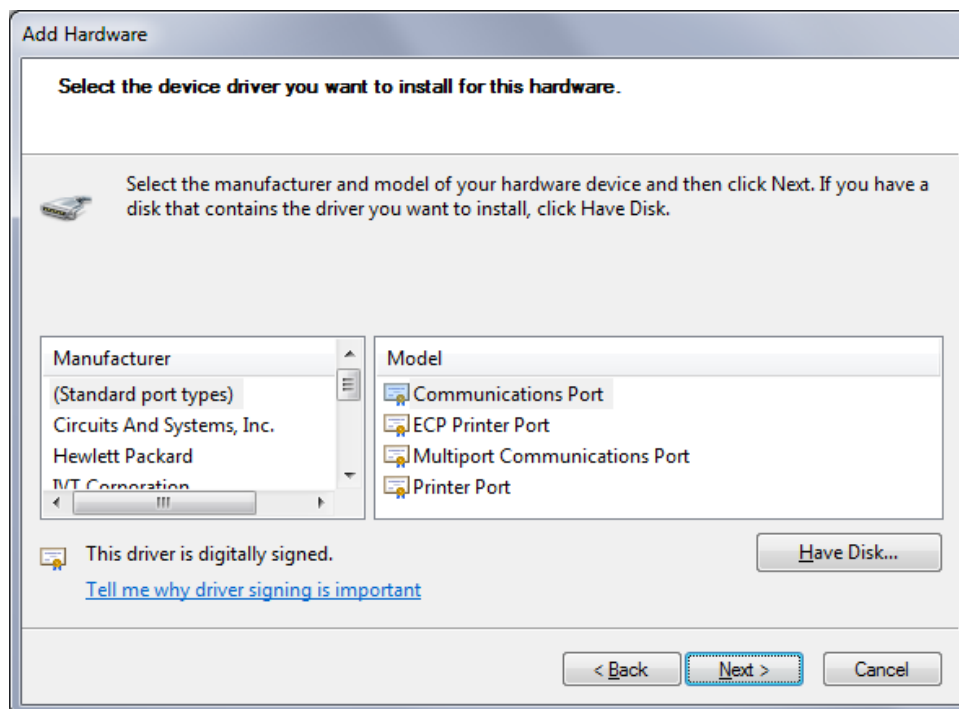 Add Hardware
Select the device driver you want to install for this hardware.
Select the manufacturer and model of your hardware device and then click Next. If you have a
disk that contains the driver you want to install, click Have Disk.
Manufacturer
(Standard port types)
Circuits And Systems, Inc.
Hewlett Packard
IVT Corporation
Model
Communications Port
ECP Printer Port
Multiport Communications Port
Printer Port
This driver is digitally signed.
Tell me why driver signing is important
Have Disk...
< Back
Next >
Cancel